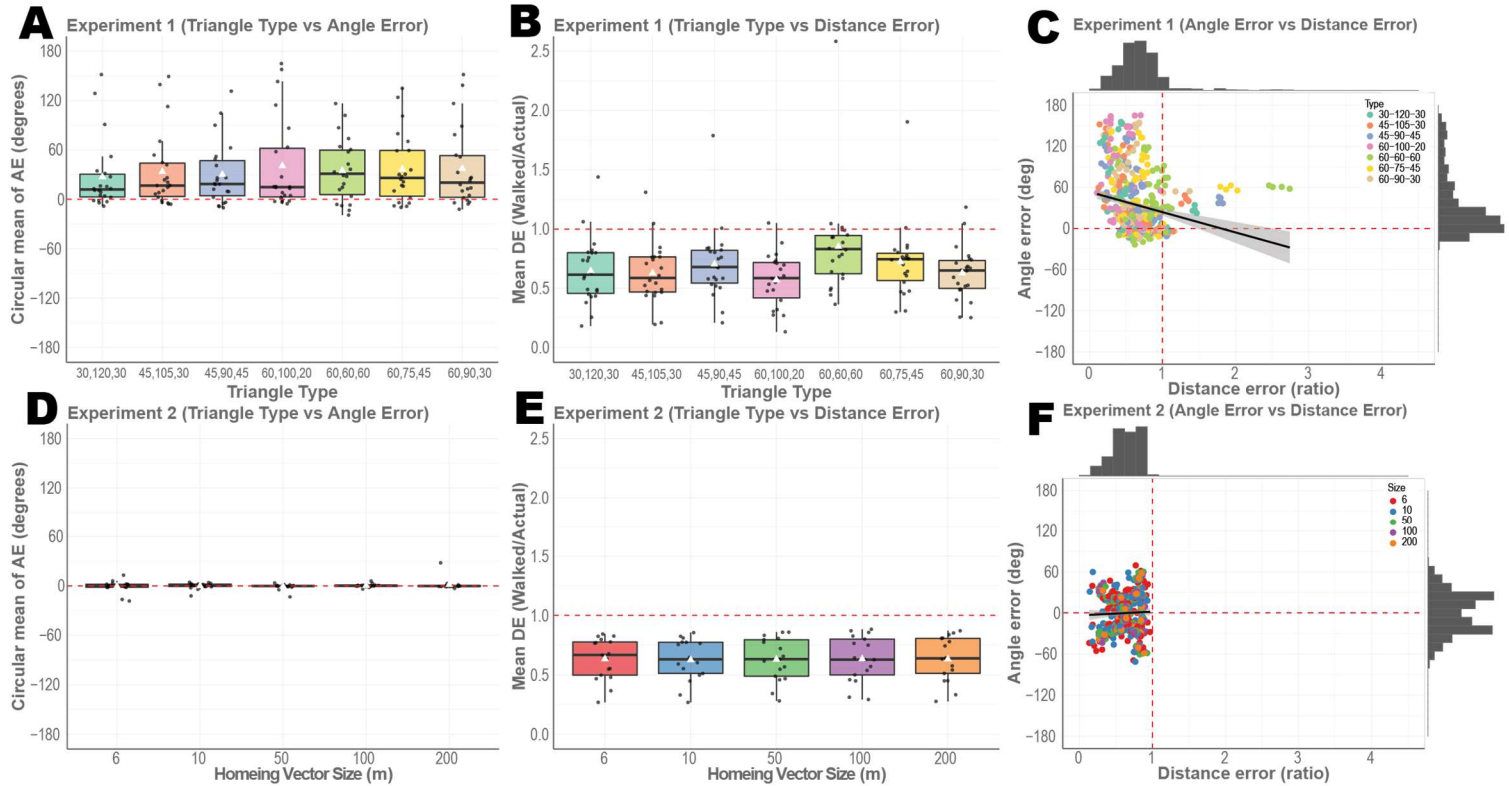 A
Experiment 1 (Triangle Type vs Angle Error)
Circular mean of AE (degrees)
180
120
60
0
−60
−120
−180
30,120,30 45,105,30 45,90,45 60,100,20 60,60,60 60,75,45 60,90,30
Triangle Type
B
Experiment 1 (Triangle Type vs Distance Error)
Mean DE (Walked/Actual)
2.5
2.0
1.5
1.0
0.5
0.0
30,120,30 45,105,30 45,90,45 60,100,20 60,60,60 60,75,45 60,90,30
Triangle Type
C
Experiment 1 (Angle Error vs Distance Error)
Angle error (deg)
180
120
60
0
−60
−120
−180
Type
30−120−30
45−105−30
45−90−45
60−100−20
60−60−60
60−75−45
60−90−30
0 1 2 3 4
Distance error (ratio)
D
Experiment 2 (Triangle Type vs Angle Error)
Circular mean of AE (degrees)
180
120
60
0
−60
−120
−180
6 10 50 100 200
Homeing Vector Size (m)
E
Experiment 2 (Triangle Type vs Distance Error)
Mean DE (Walked/Actual)
2.5
2.0
1.5
1.0
0.5
0.0
6 10 50 100 200
Homeing Vector Size (m)
F
Experiment 2 (Angle Error vs Distance Error)
Angle error (deg)
180
120
60
0
−60
−120
−180
Size
6
10
50
100
200
0 1 2 3 4
Distance error (ratio)